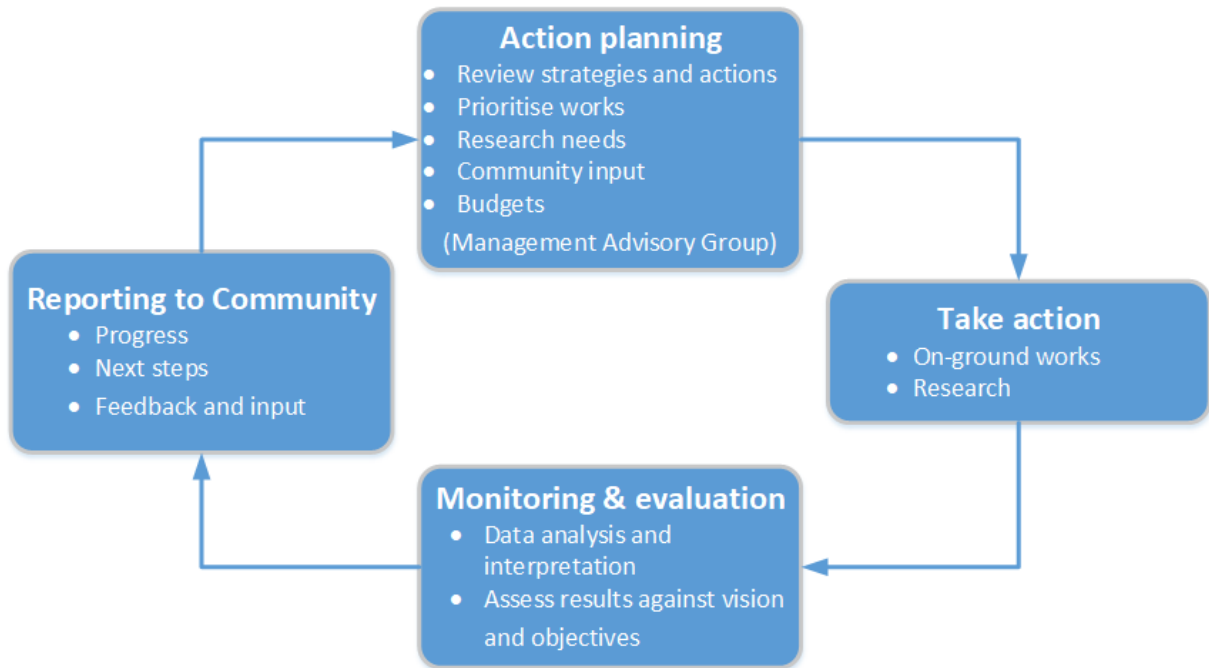 Action planning
• Review strategies and actions
• Prioritise works
• Research needs
• Community input
• Budgets
(Management Advisory Group)
Take action
• On-ground works
• Research
Monitoring & evaluation
• Data analysis and
interpretation
• Assess results against vision
and objectives
Reporting to Community
• Progress
• Next steps
• Feedback and input